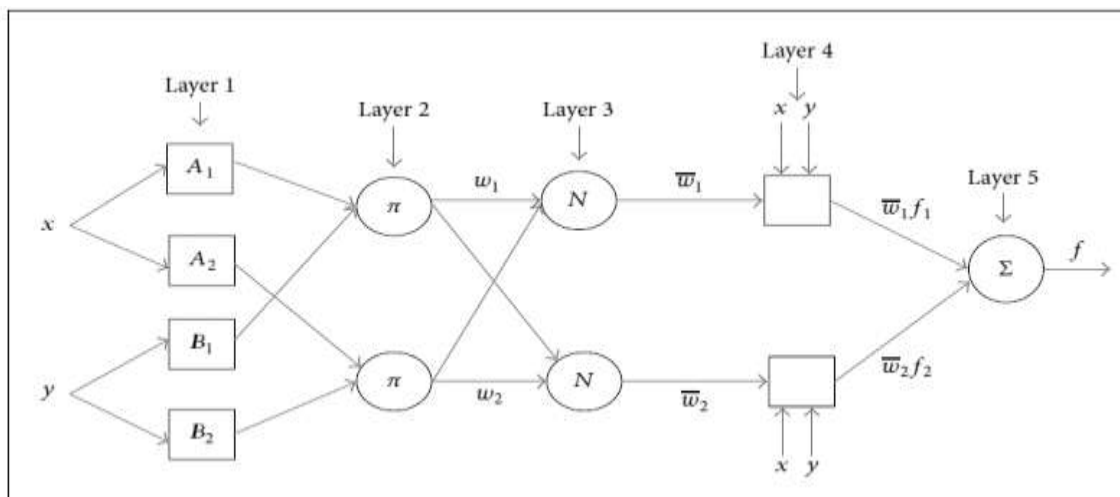 Layer 1
Layer 2
Layer 3
Layer 4
Layer 5
x y
x
y
A₁
A₂
B₁
B₂
π
π
w₁
w₂
N
N
w̅₁
w̅₂
x y
w̅₁f₁
w̅₂f₂
Σ
f